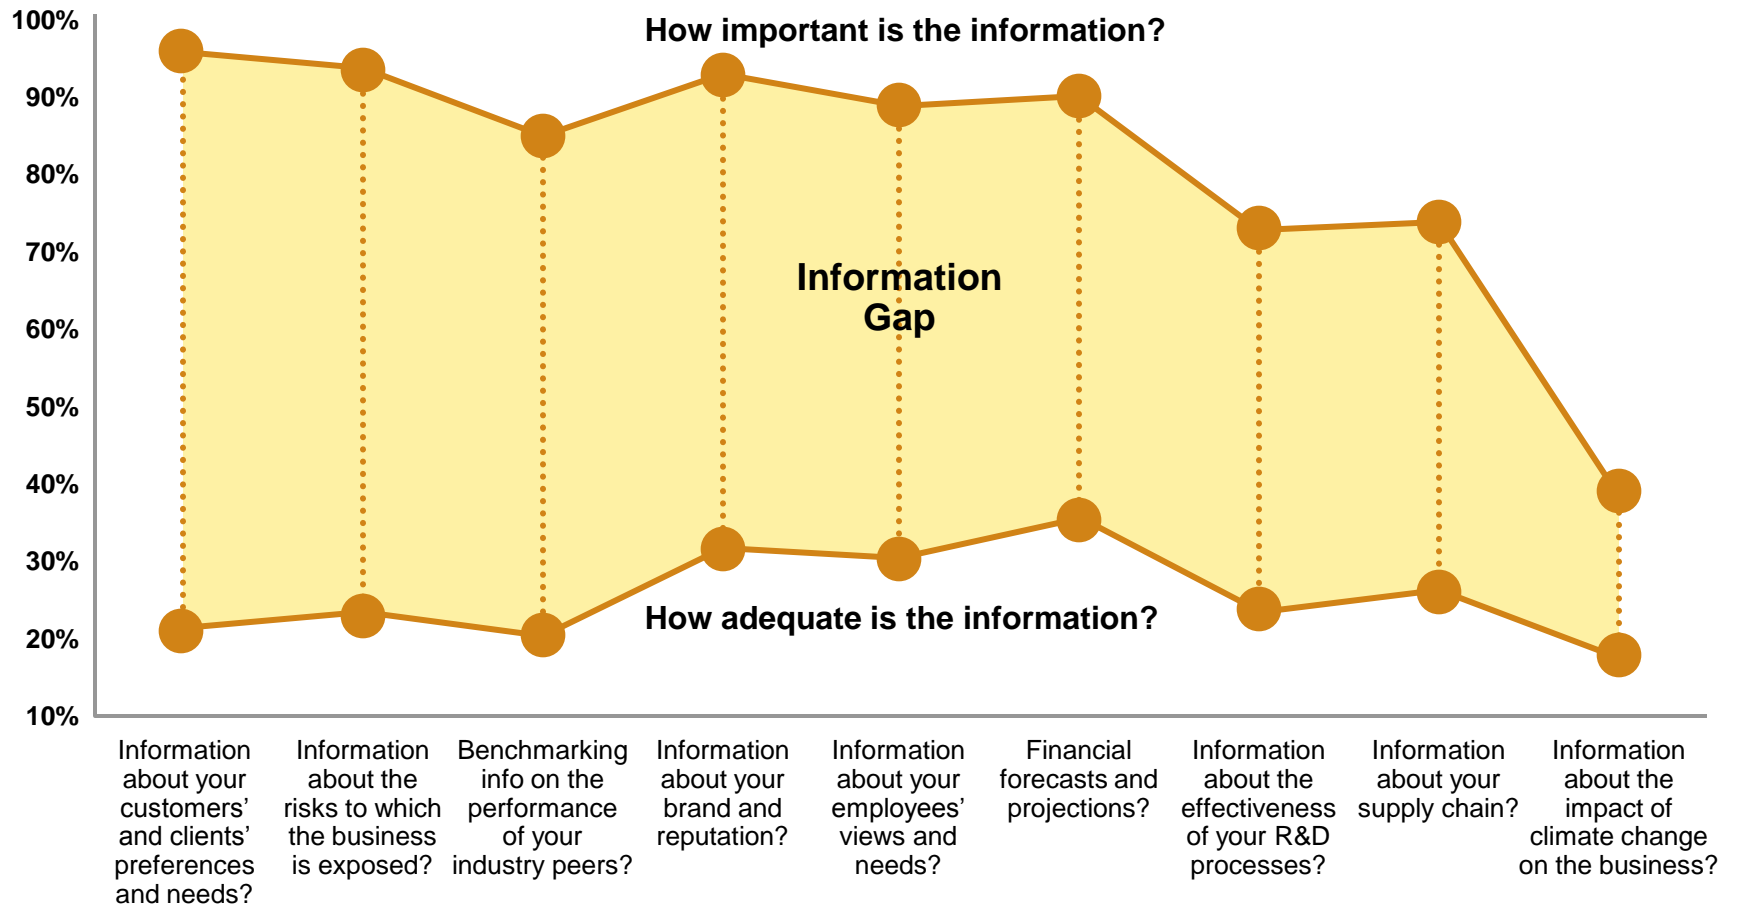 100%
90%
80%
70%
60%
50%
40%
30%
20%
10%
How important is the information?
Information
Gap
How adequate is the information?
Information
about your
customers’
and clients’
preferences
and needs?
Information
about the
risks to which
the business
is exposed?
Benchmarking
info on the
performance
of your
industry peers?
Information
about your
brand and
reputation?
Information
about your
employees’
views and
needs?
Financial
forecasts and
projections?
Information
about the
effectiveness
of your R&D
processes?
Information
about your
supply chain?
Information
about the
impact of
climate change
on the business?